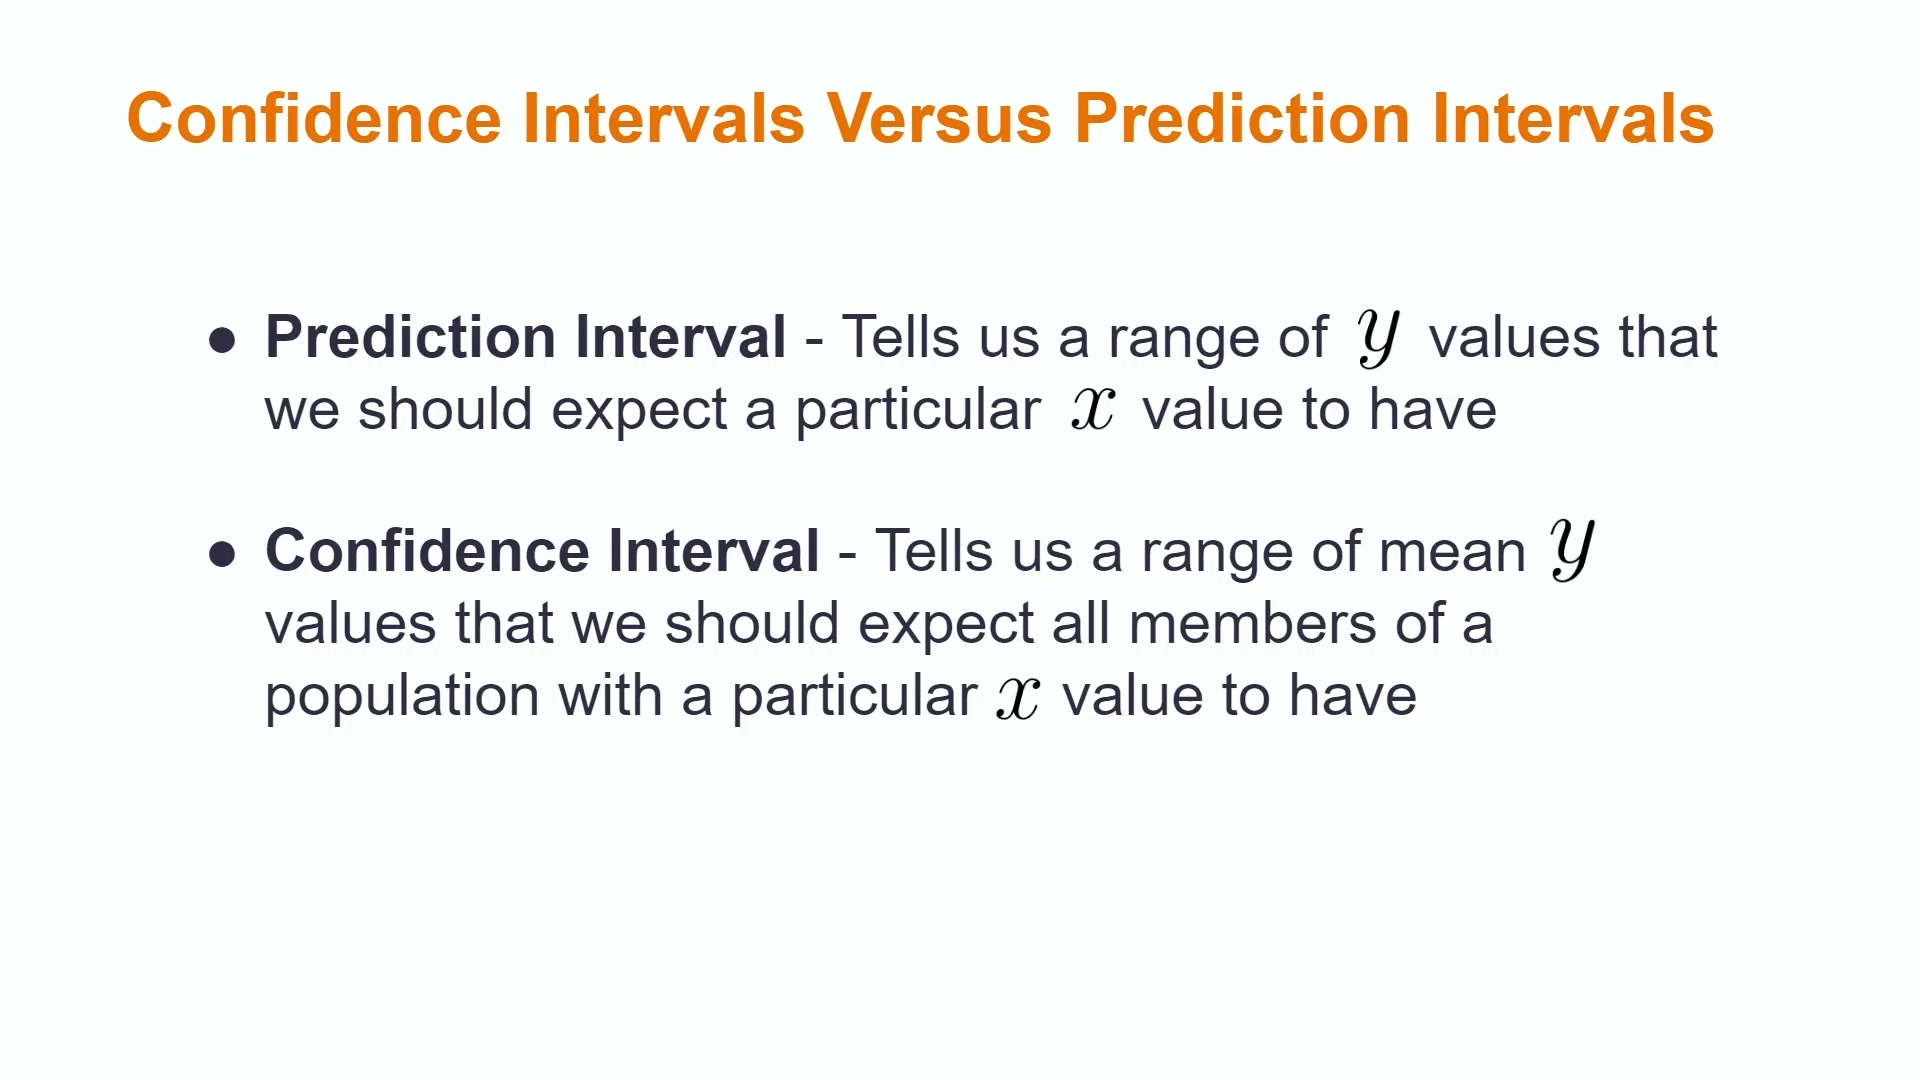 Confidence Intervals Versus Prediction Intervals
● Prediction Interval - Tells us a range of y values that
we should expect a particular x value to have
● Confidence Interval - Tells us a range of mean y
values that we should expect all members of a
population with a particular x value to have